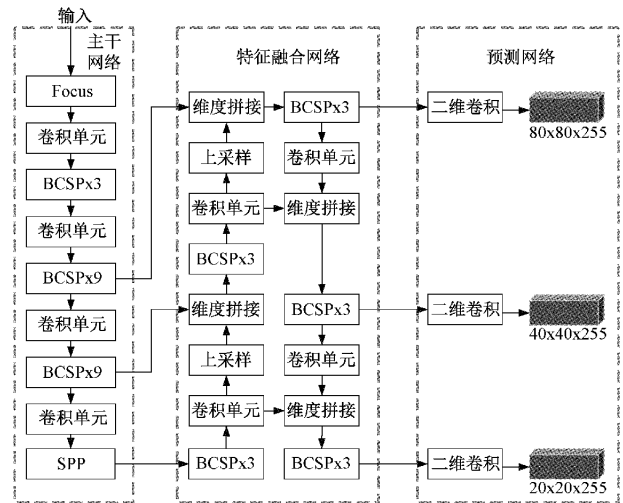 输入
主干
网络
Focus
卷积单元
BCSPx3
卷积单元
BCSPx9
卷积单元
BCSPx9
卷积单元
SPP
特征融合网络
维度拼接
上采样
卷积单元
BCSPx3
维度拼接
上采样
卷积单元
BCSPx3
BCSPx3
卷积单元
维度拼接
BCSPx3
卷积单元
维度拼接
BCSPx3
预测网络
二维卷积
80x80x255
二维卷积
40x40x255
二维卷积
20x20x255